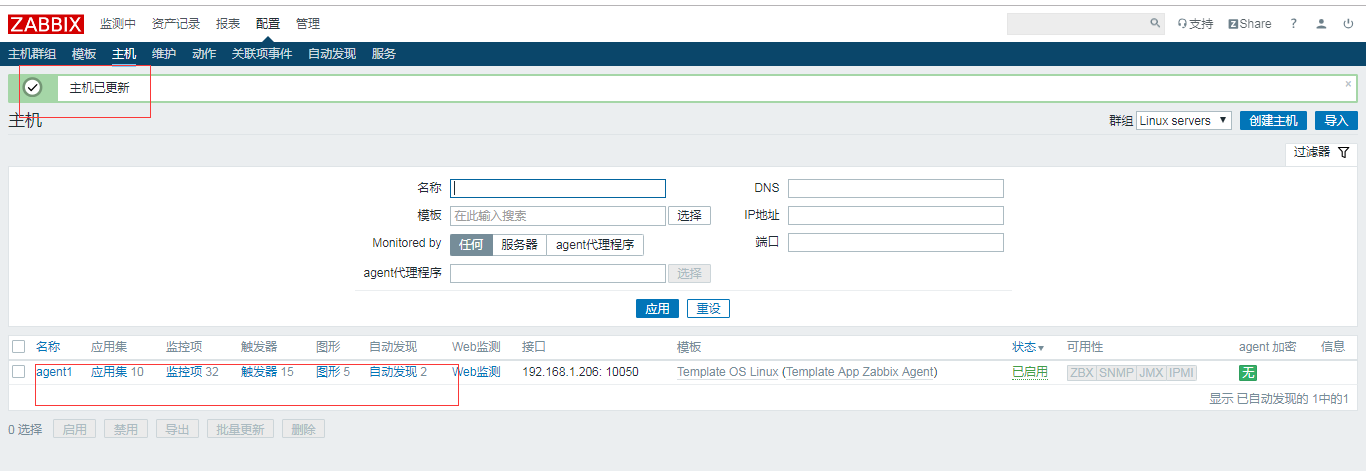 ZABBIX 监测中 资产记录 报表 配置 管理 支持 Z Share ?
主机群组 模板 主机 维护 动作 关联项事件 自动发现 服务
主机已更新 ×
主机 群组 Linux servers ▼ 创建主机 导入
过滤器
名称 DNS
模板 在此输入搜索 选择 IP地址
Monitored by 任何 服务器 agent代理程序 端口
agent代理程序 选择
应用 重设
名称 应用集 监控项 触发器 图形 自动发现 Web监测 接口 模板 状态▼ 可用性 agent 加密 信息
agent1 应用集 10 监控项 32 触发器 15 图形 5 自动发现 2 Web监测 192.168.1.206: 10050 Template OS Linux (Template App Zabbix Agent) 已启用 ZBX SNMP JMX IPMI 无
显示 已自动发现的 1中的1
0 选择 启用 禁用 导出 批量更新 删除